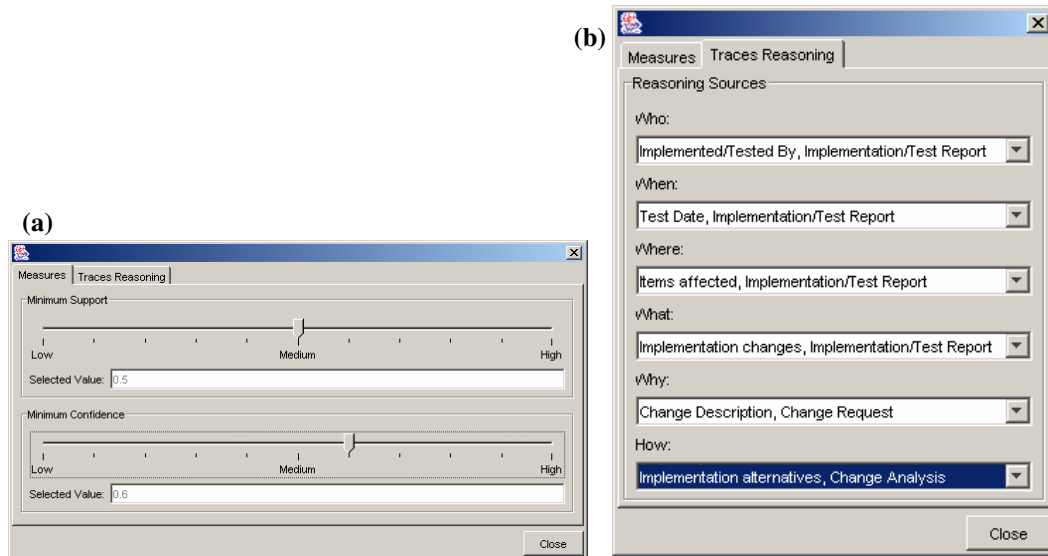 (a)
Measures
Traces Reasoning
Minimum Support
Low
Medium
High
Selected Value: 0.5
Minimum Confidence
Low
Medium
High
Selected Value: 0.6
Close
(b)
Measures
Traces Reasoning
Reasoning Sources
Who:
Implemented/Tested By, Implementation/Test Report
When:
Test Date, Implementation/Test Report
Where:
Items affected, Implementation/Test Report
What:
Implementation changes, Implementation/Test Report
Why:
Change Description, Change Request
How:
Implementation alternatives, Change Analysis
Close